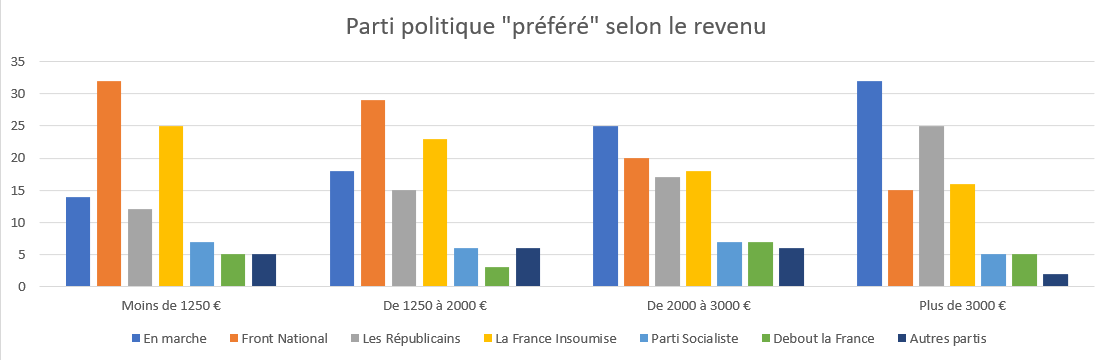 Parti politique "préféré" selon le revenu
35
30
25
20
15
10
5
0
Moins de 1250 € De 1250 à 2000 € De 2000 à 3000 € Plus de 3000 €
En marche Front National Les Républicains La France Insoumise Parti Socialiste Debout la France Autres partis